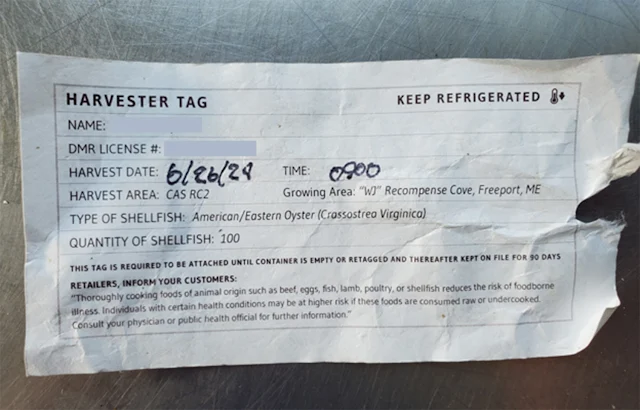 HARVESTER TAG KEEP REFRIGERATED
NAME:
DMR LICENSE #:
HARVEST DATE: 6/26/24 TIME: 0900
HARVEST AREA: CAS RC2 Growing Area: "WJ" Recompense Cove, Freeport, ME
TYPE OF SHELLFISH: American/Eastern Oyster (Crassostrea Virginica)
QUANTITY OF SHELLFISH: 100
THIS TAG IS REQUIRED TO BE ATTACHED UNTIL CONTAINER IS EMPTY OR RETAGGED AND THEREAFTER KEPT ON FILE FOR 90 DAYS
RETAILERS, INFORM YOUR CUSTOMERS:
"Thoroughly cooking foods of animal origin such as beef, eggs, fish, lamb, poultry, or shellfish reduces the risk of foodborne
illness. Individuals with certain health conditions may be at higher risk if these foods are consumed raw or undercooked.
Consult your physician or public health official for further information."